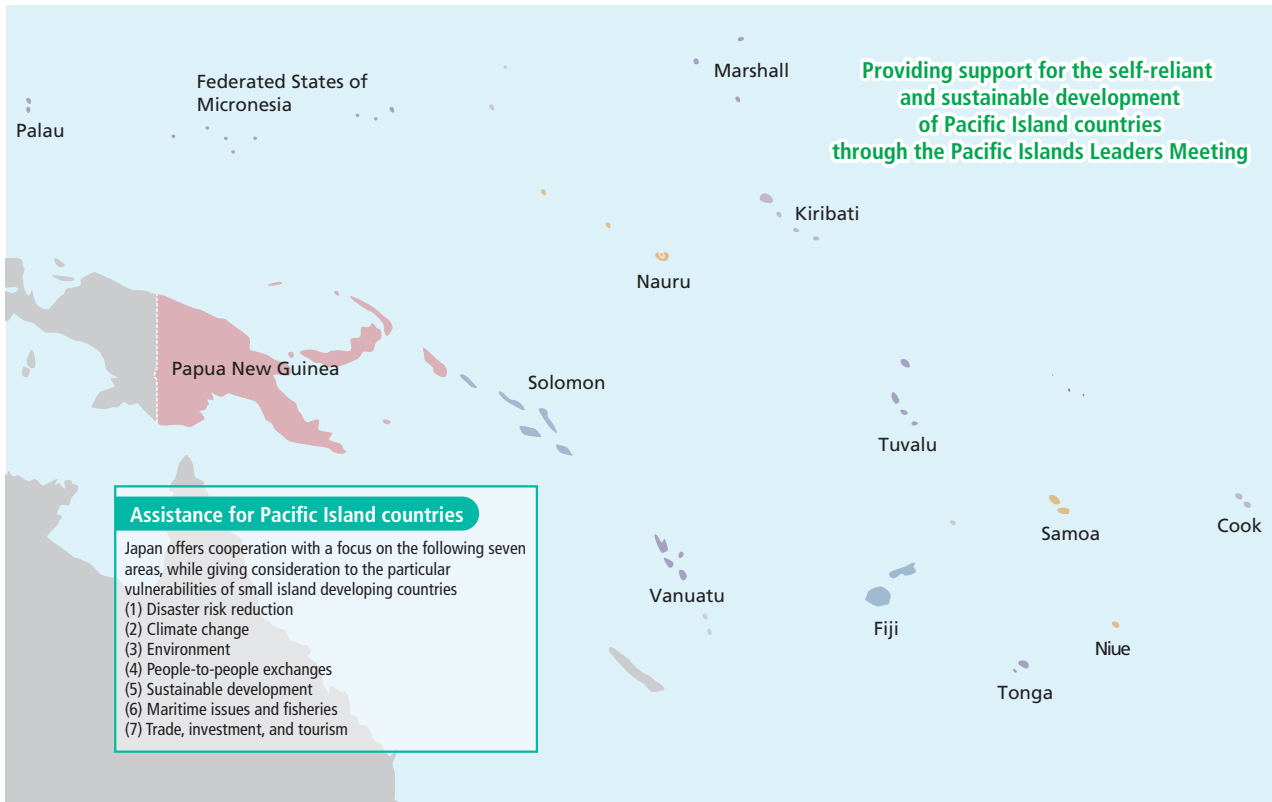 Marshall
Providing support for the self-reliant
and sustainable development
of Pacific Island countries
through the Pacific Islands Leaders Meeting
Federated States of
Micronesia
Palau
Kiribati
Nauru
Papua New Guinea
Solomon
Tuvalu
Samoa
Cook
Vanuatu
Fiji
Niue
Tonga
Assistance for Pacific Island countries
Japan offers cooperation with a focus on the following seven
areas, while giving consideration to the particular
vulnerabilities of small island developing countries
(1) Disaster risk reduction
(2) Climate change
(3) Environment
(4) People-to-people exchanges
(5) Sustainable development
(6) Maritime issues and fisheries
(7) Trade, investment, and tourism